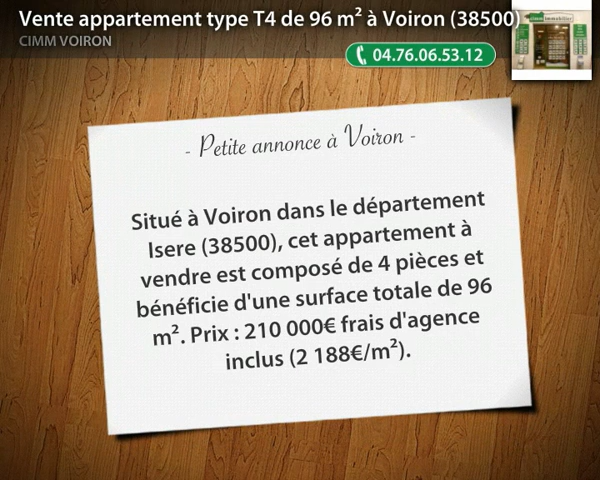 Vente appartement type T4 de 96 m² à Voiron (38500)
CIMM VOIRON
04.76.06.53.12
cimm immobilier
- Petite annonce à Voiron -
Situé à Voiron dans le département
Isere (38500), cet appartement à
vendre est composé de 4 pièces et
bénéficie d'une surface totale de 96
m². Prix : 210 000€ frais d'agence
inclus (2 188€/m²).